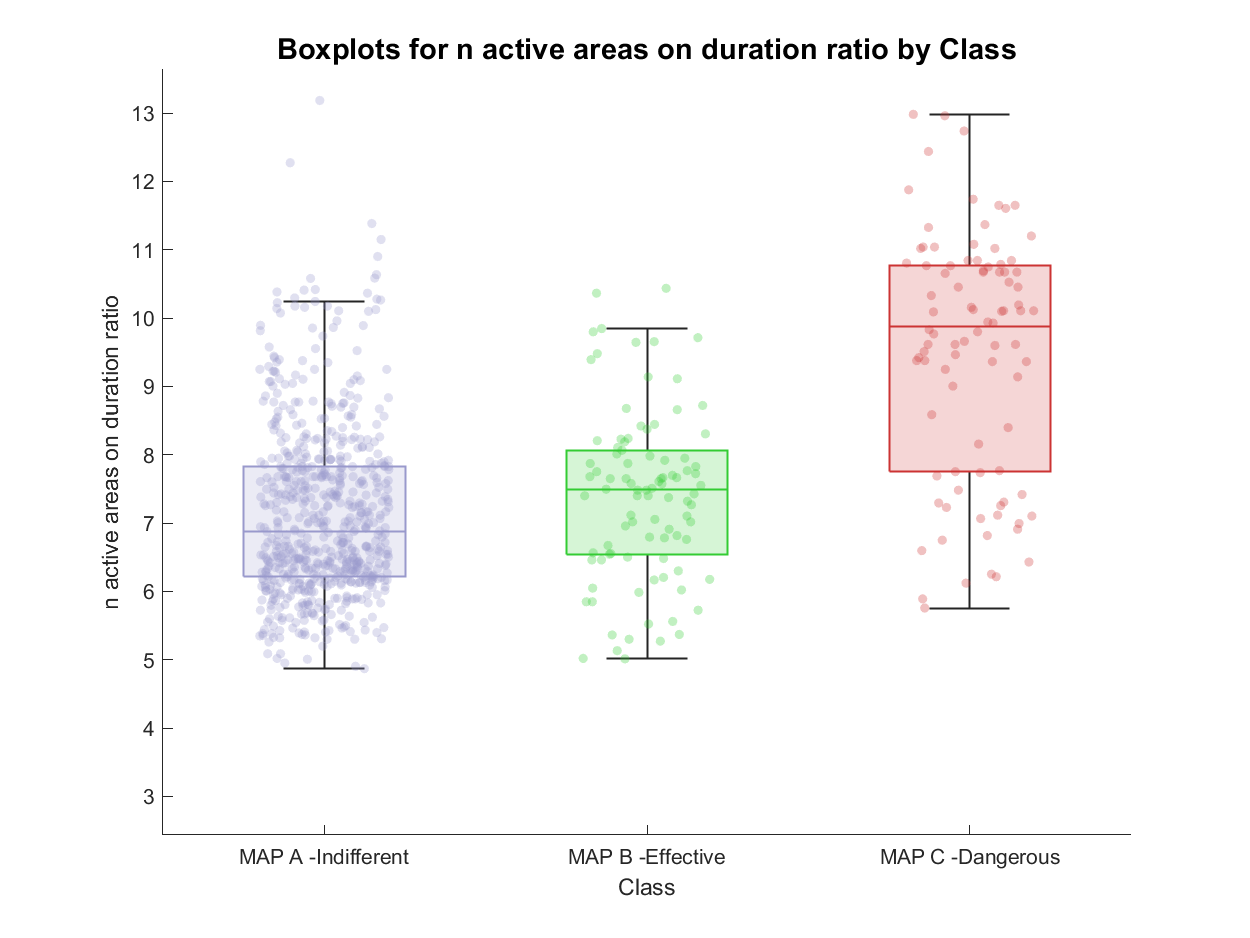 Boxplots for n active areas on duration ratio by Class
n active areas on duration ratio
13
12
11
10
9
8
7
6
5
4
3
MAP A -Indifferent
MAP B -Effective
MAP C -Dangerous
Class